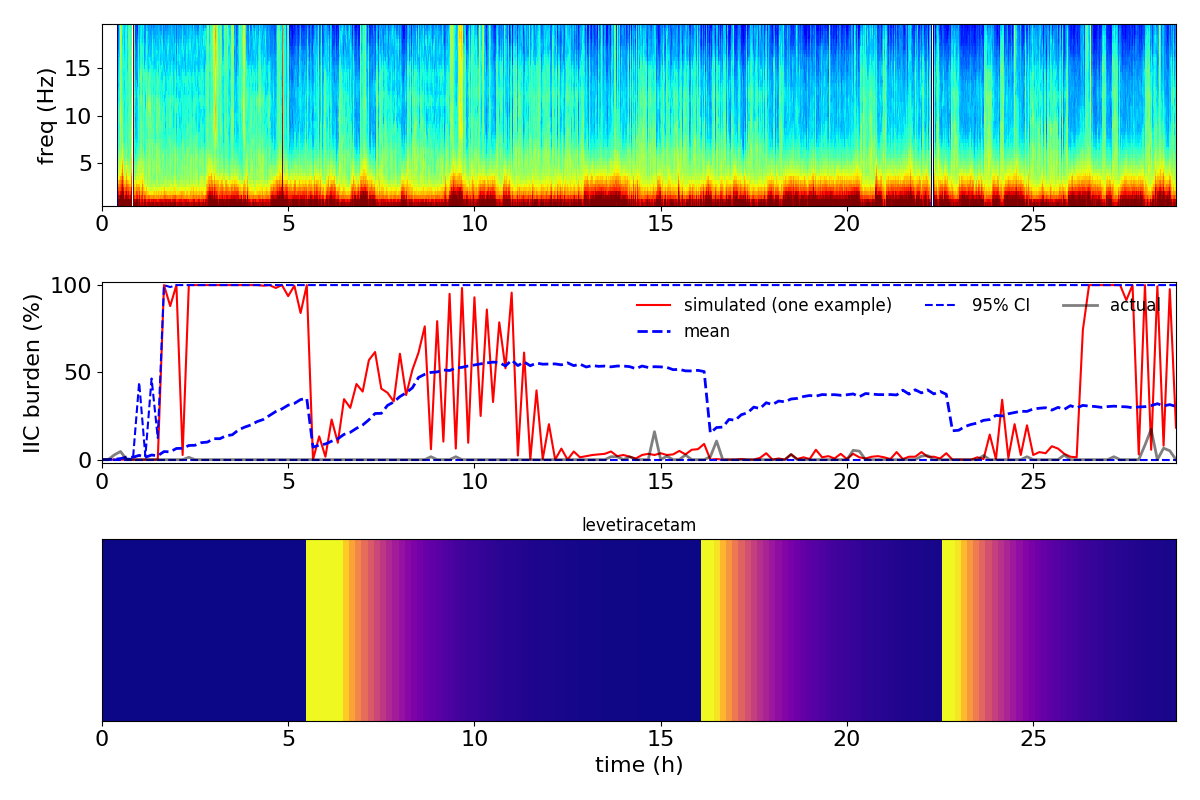 freq (Hz)
15
10
5
0 5 10 15 20 25
IIC burden (%)
100
50
0
simulated (one example) 95% CI actual
mean
0 5 10 15 20 25
levetiracetam
0 5 10 15 20 25
time (h)